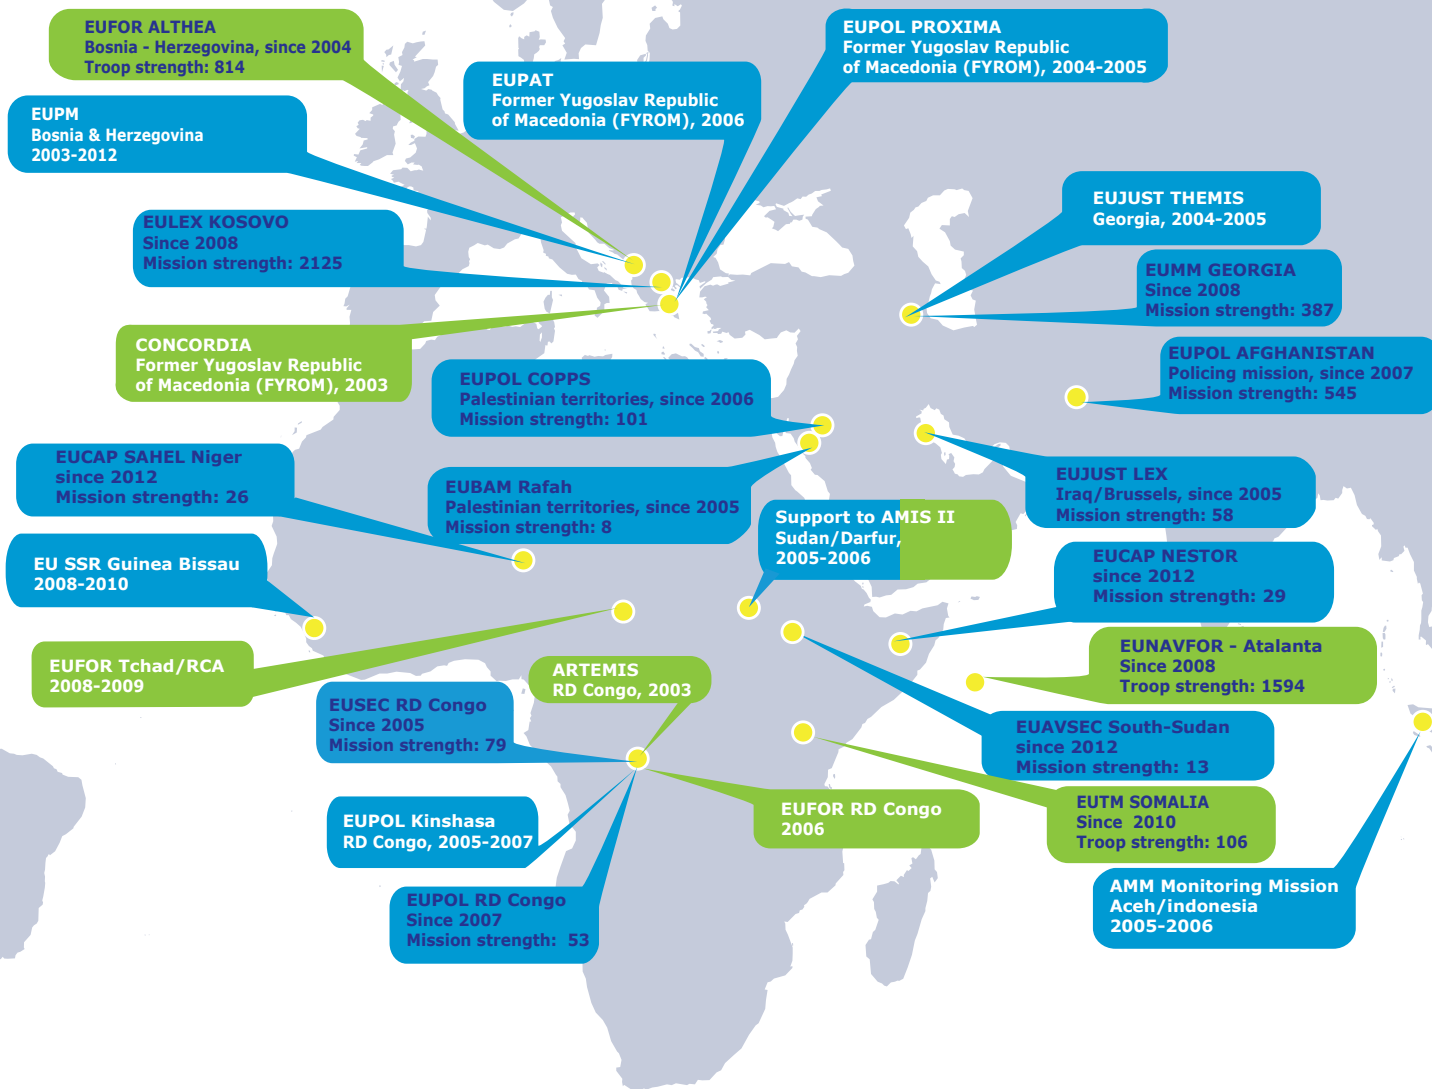 EUFOR ALTHEA
Bosnia - Herzegovina, since 2004
Troop strength: 814
EUPOL PROXIMA
Former Yugoslav Republic
of Macedonia (FYROM), 2004-2005
EUPAT
Former Yugoslav Republic
of Macedonia (FYROM), 2006
EUPM
Bosnia & Herzegovina
2003-2012
EUJUST THEMIS
Georgia, 2004-2005
EULEX KOSOVO
Since 2008
Mission strength: 2125
EUMM GEORGIA
Since 2008
Mission strength: 387
CONCORDIA
Former Yugoslav Republic
of Macedonia (FYROM), 2003
EUPOL AFGHANISTAN
Policing mission, since 2007
Mission strength: 545
EUPOL COPPS
Palestinian territories, since 2006
Mission strength: 101
EUCAP SAHEL Niger
since 2012
Mission strength: 26
EUBAM Rafah
Palestinian territories, since 2005
Mission strength: 8
EUJUST LEX
Iraq/Brussels, since 2005
Mission strength: 58
Support to AMIS II
Sudan/Darfur,
2005-2006
EU SSR Guinea Bissau
2008-2010
EUCAP NESTOR
since 2012
Mission strength: 29
EUFOR Tchad/RCA
2008-2009
ARTEMIS
RD Congo, 2003
EUNAVFOR - Atalanta
Since 2008
Troop strength: 1594
EUSEC RD Congo
Since 2005
Mission strength: 79
EUAVSEC South-Sudan
since 2012
Mission strength: 13
EUPOL Kinshasa
RD Congo, 2005-2007
EUFOR RD Congo
2006
EUTM SOMALIA
Since 2010
Troop strength: 106
EUPOL RD Congo
Since 2007
Mission strength: 53
AMM Monitoring Mission
Aceh/indonesia
2005-2006